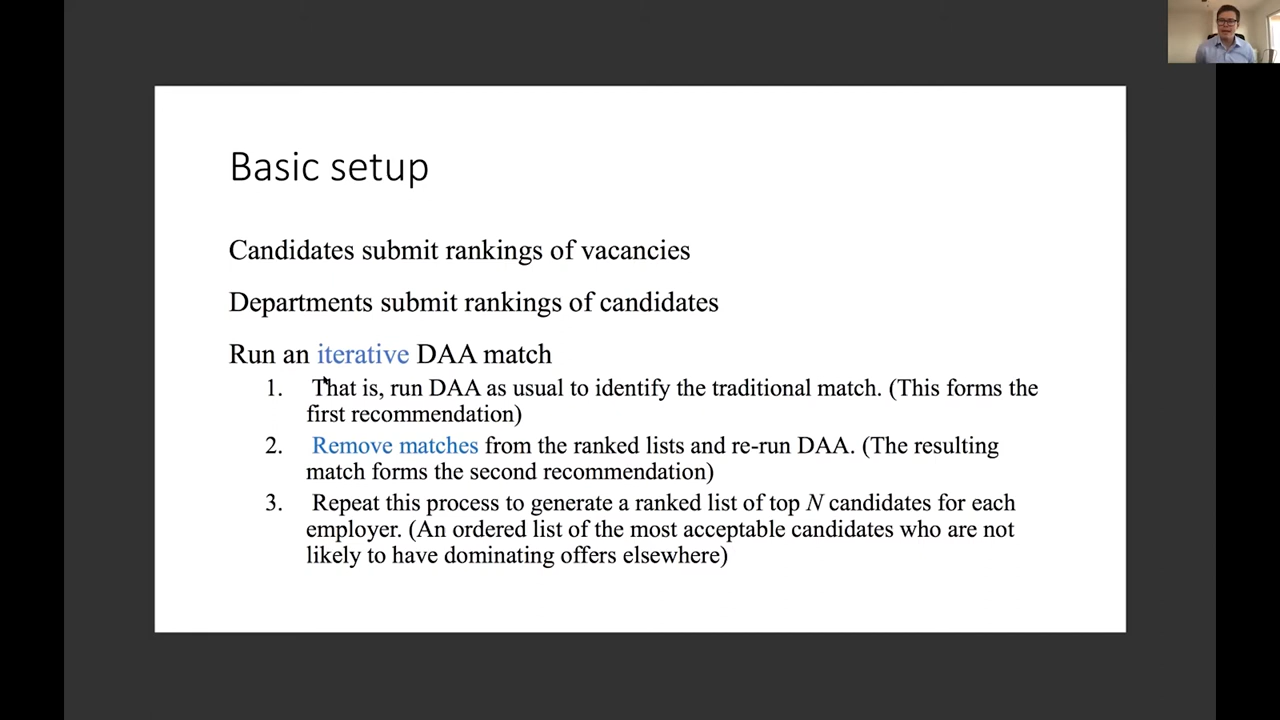 Basic setup
Candidates submit rankings of vacancies
Departments submit rankings of candidates
Run an iterative DAA match
1. That is, run DAA as usual to identify the traditional match. (This forms the
first recommendation)
2. Remove matches from the ranked lists and re-run DAA. (The resulting
match forms the second recommendation)
3. Repeat this process to generate a ranked list of top N candidates for each
employer. (An ordered list of the most acceptable candidates who are not
likely to have dominating offers elsewhere)